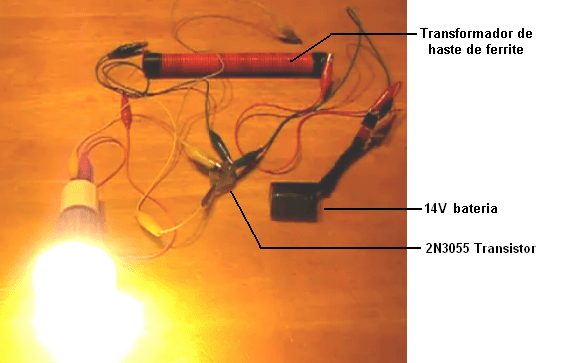 Transformador de
haste de ferrite
14V bateria
2N3055 Transistor